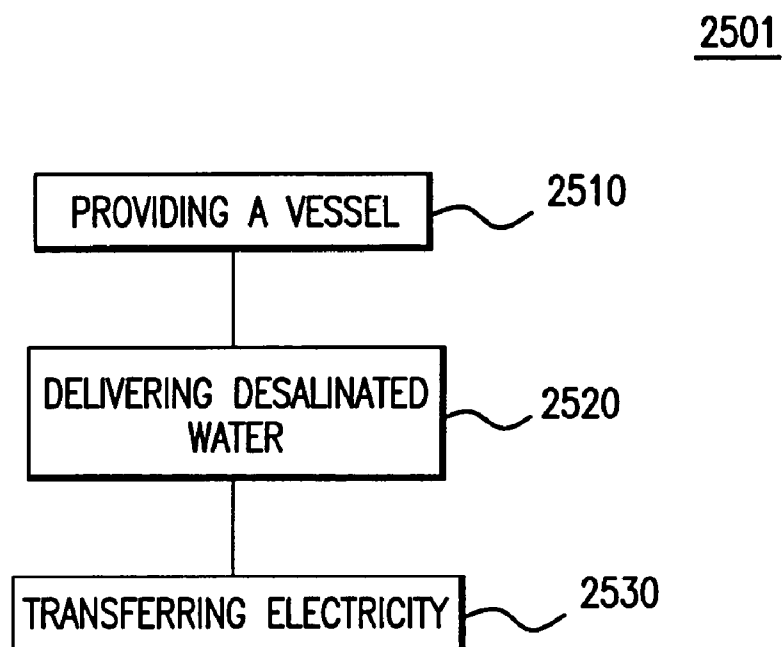 2501
PROVIDING A VESSEL
2510
DELIVERING DESALINATED
WATER
2520
TRANSFERRING ELECTRICITY
2530